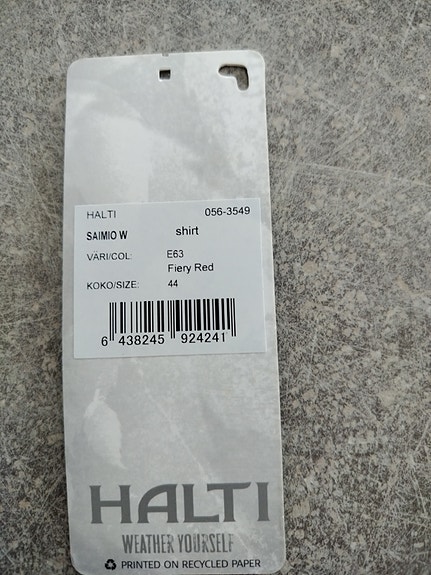 HALTI 056-3549
SAIMIO W shirt
VÄRI/COL: E63
Fiery Red
KOKO/SIZE: 44
6 438245 924241
HALTI
WEATHER YOURSELF
PRINTED ON RECYCLED PAPER